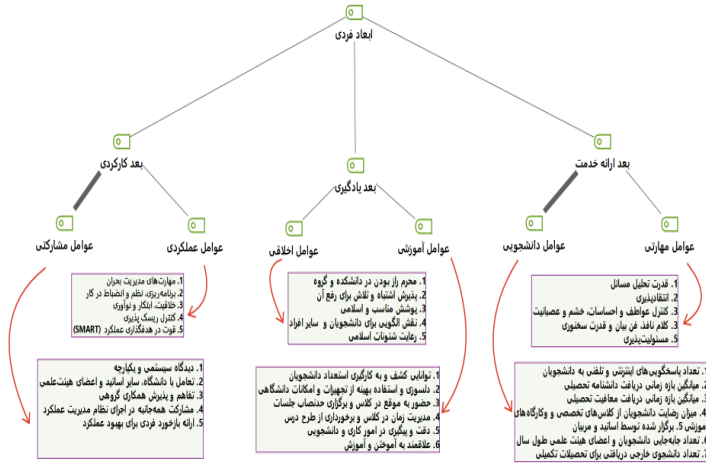 ابعاد فردی
بعد ارائه خدمت
بعد یادگیری
بعد کارکردی
عوامل مهارتی
عوامل دانشجویی
عوامل آموزشی
عوامل اخلاقی
عوامل عملکردی
عوامل مشارکتی
1. قدرت تحلیل مسائل
2. انتقادپذیری
3. کنترل عواطف و احساسات، خشم و عصبانیت
4. کلام نافذ، فن بیان و قدرت سخنوری
5. مسئولیت‌پذیری
1. محرم راز بودن در دانشکده و گروه
2. پذیرش اشتباه و تلاش برای رفع آن
3. پوشش مناسب و اسلامی
4. نقش الگویی برای دانشجویان و سایر افراد
5. رعایت شئونات اسلامی
1. مهارت‌های مدیریت بحران
2. برنامه‌ریزی، نظم و انضباط در کار
3. خلاقیت، ابتکار و نوآوری
4. کنترل ریسک پذیری
5. قوت در هدفگذاری عملکرد (SMART)
1. تعداد پاسخگویی‌های اینترنتی و تلفنی به دانشجویان
2. میانگین بازه زمانی دریافت دانشنامه تحصیلی
3. میانگین بازه زمانی دریافت معافیت تحصیلی
4. میزان رضایت دانشجویان از کلاس‌های تخصصی و وکارگاه‌های
موزشی 5. برگزار شده توسط اساتید و مربیان
6. تعداد جابه‌جایی دانشجویان و اعضای هیئت علمی طول سال
7. تعداد دانشجوی خارجی دریافتی برای تحصیلات تکمیلی
1. توانایی کشف و به کارگیری استعداد دانشجویان
2. دلسوزی و استفاده بهینه از تجهیزات و امکانات دانشگاهی
3. حضور به موقع در کلاس و برگزاری حدنصاب جلسات
4. مدیریت زمان در کلاس و برخورداری از طرح درس
5. دقت و پیگیری در امور کاری و دانشجویی
6. علاقمند به آموختن و آموزش
1. دیدگاه سیستمی و یکپارچه
2. تعامل با دانشگاه، سایر اساتید و اعضای هیئت‌علمی
3. تفاهم و پذیرش همکاری گروهی
4. مشارکت همه‌جانبه در اجرای نظام مدیریت عملکرد
5. ارائه بازخورد فردی برای بهبود عملکرد